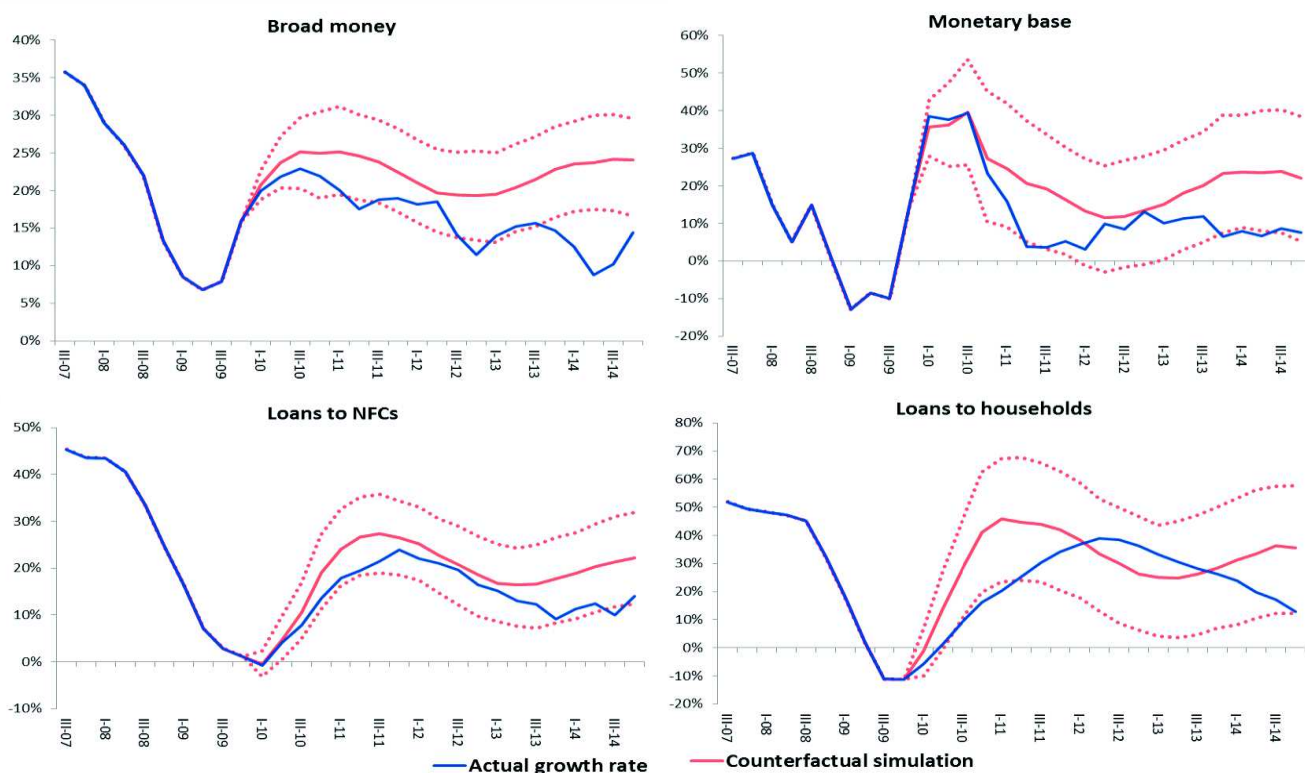 Broad money
40%
35%
30%
25%
20%
15%
10%
5%
0%
III-07
I-08
III-08
I-09
III-09
I-10
III-10
I-11
III-11
I-12
III-12
I-13
III-13
I-14
III-14
Monetary base
60%
50%
40%
30%
20%
10%
0%
-10%
-20%
III-07
I-08
III-08
I-09
III-09
I-10
III-10
I-11
III-11
I-12
III-12
I-13
III-13
I-14
III-14
Loans to NFCs
50%
40%
30%
20%
10%
0%
-10%
III-07
I-08
III-08
I-09
III-09
I-10
III-10
I-11
III-11
I-12
III-12
I-13
III-13
I-14
III-14
Loans to households
80%
70%
60%
50%
40%
30%
20%
10%
0%
-10%
-20%
III-07
I-08
III-08
I-09
III-09
I-10
III-10
I-11
III-11
I-12
III-12
I-13
III-13
I-14
III-14
Actual growth rate
Counterfactual simulation